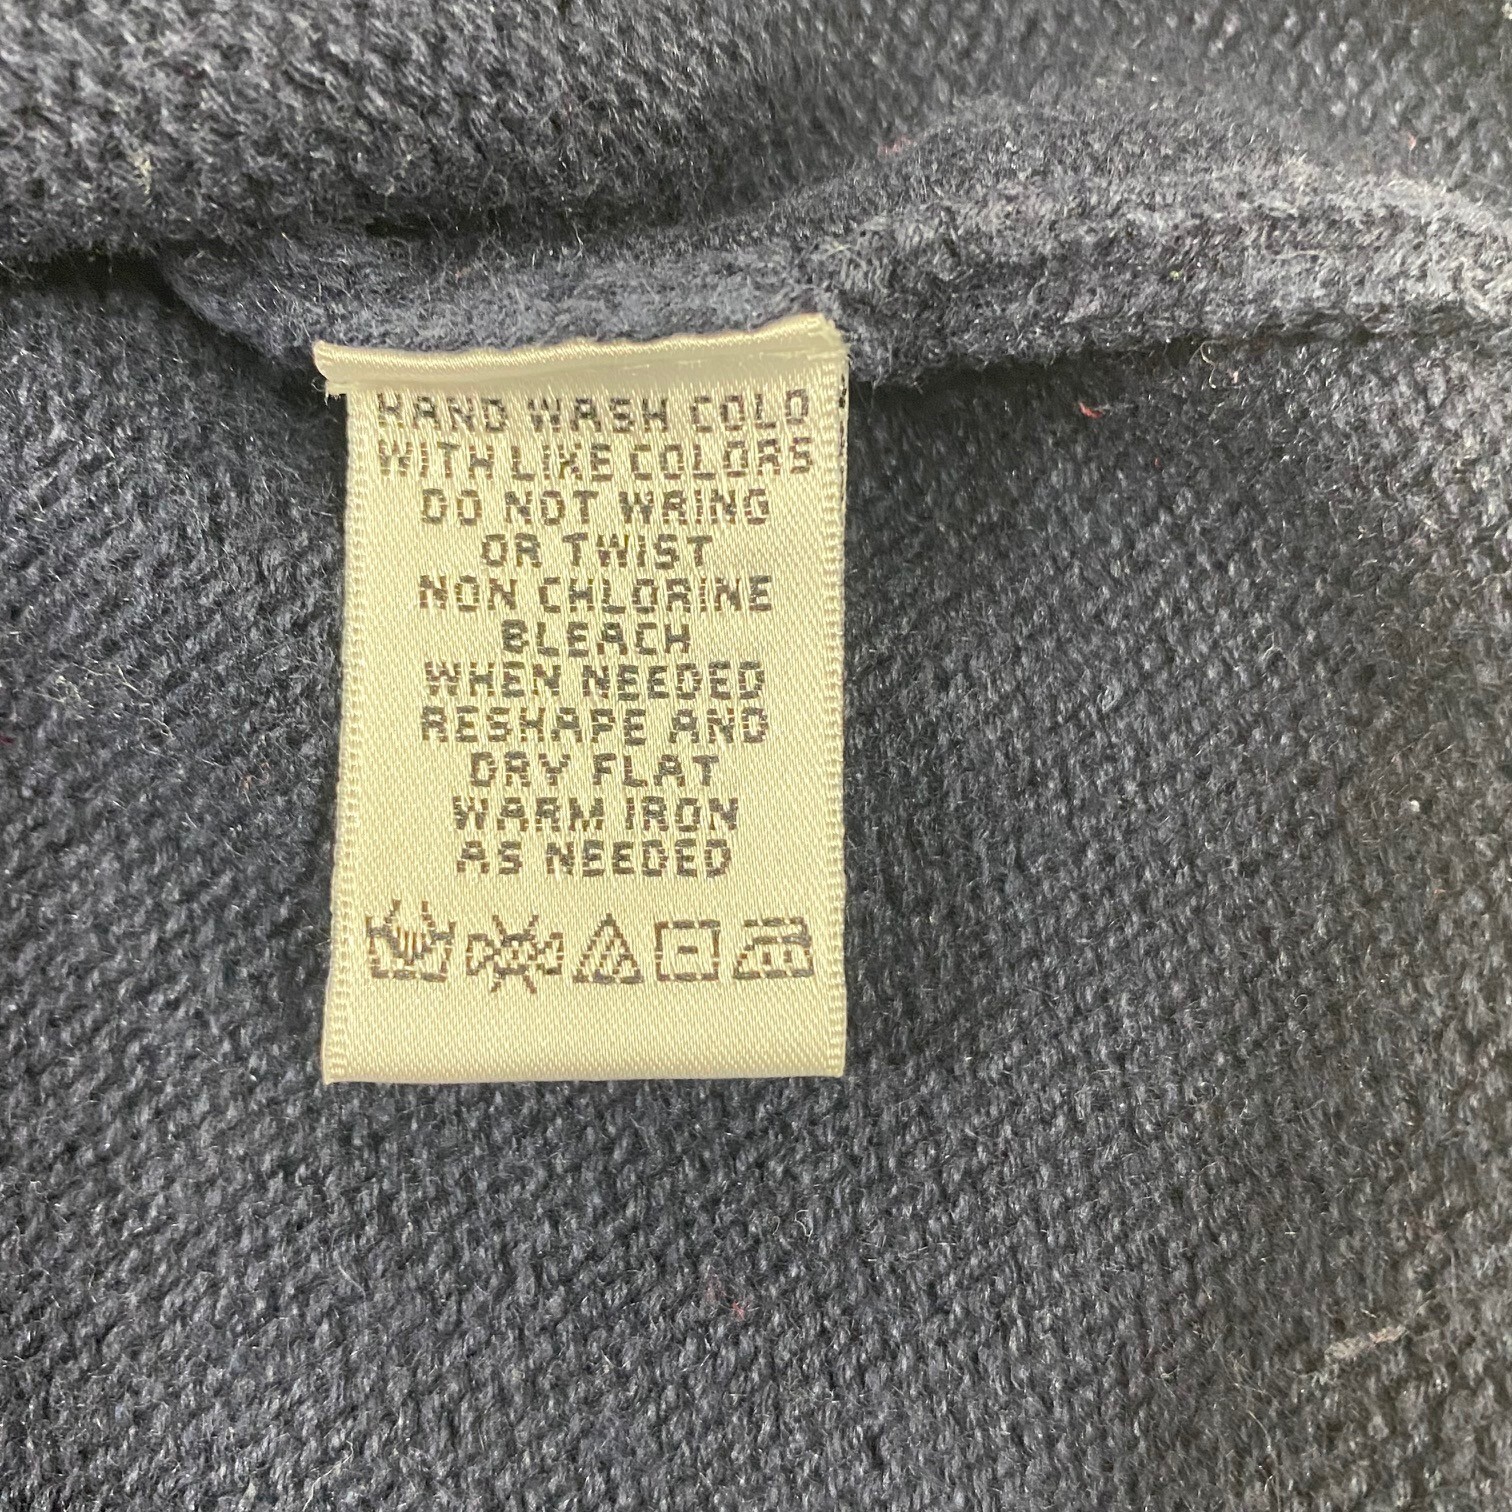 HAND WASH COLD
WITH LIKE COLORS
DO NOT WRING
OR TWIST
NON CHLORINE
BLEACH
WHEN NEEDED
RESHAPE AND
DRY FLAT
WARM IRON
AS NEEDED